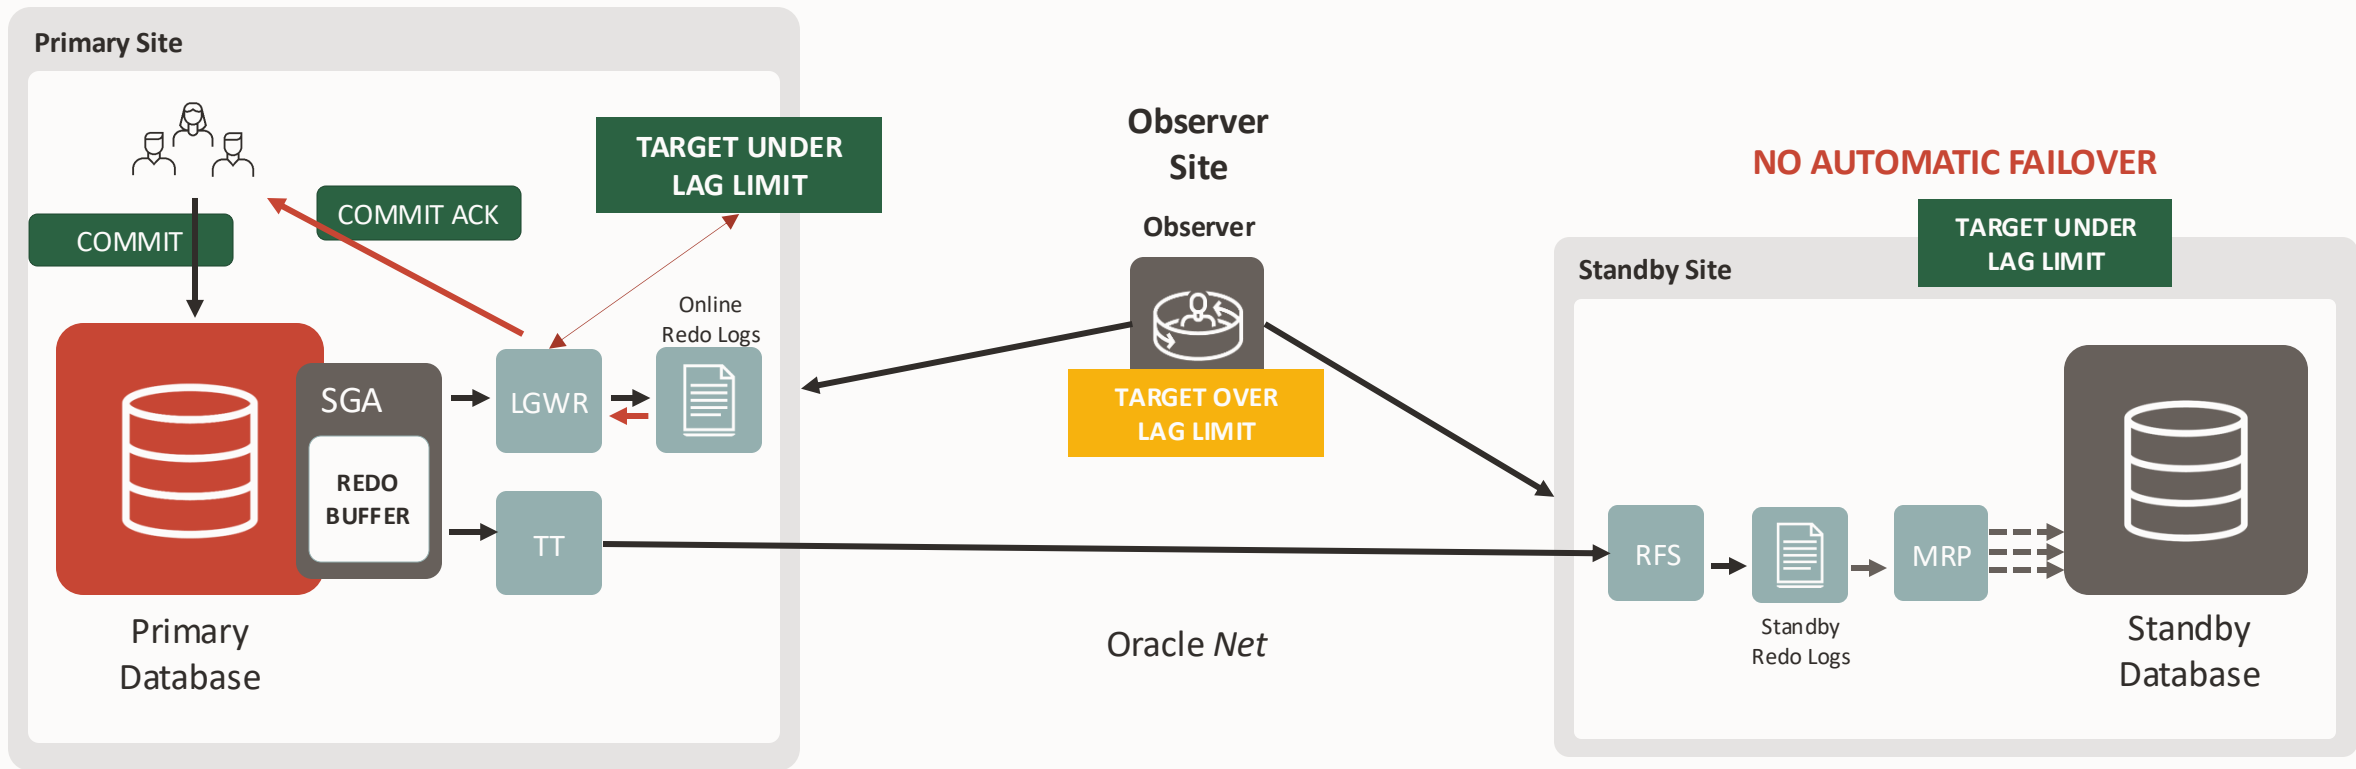 Primary Site
COMMIT
COMMIT ACK
TARGET UNDER
LAG LIMIT
SGA
REDO
BUFFER
LGWR
Online
Redo Logs
TT
Primary
Database
Observer
Site
Observer
TARGET OVER
LAG LIMIT
Oracle Net
NO AUTOMATIC FAILOVER
TARGET UNDER
LAG LIMIT
Standby Site
RFS
Standby
Redo Logs
MRP
Standby
Database